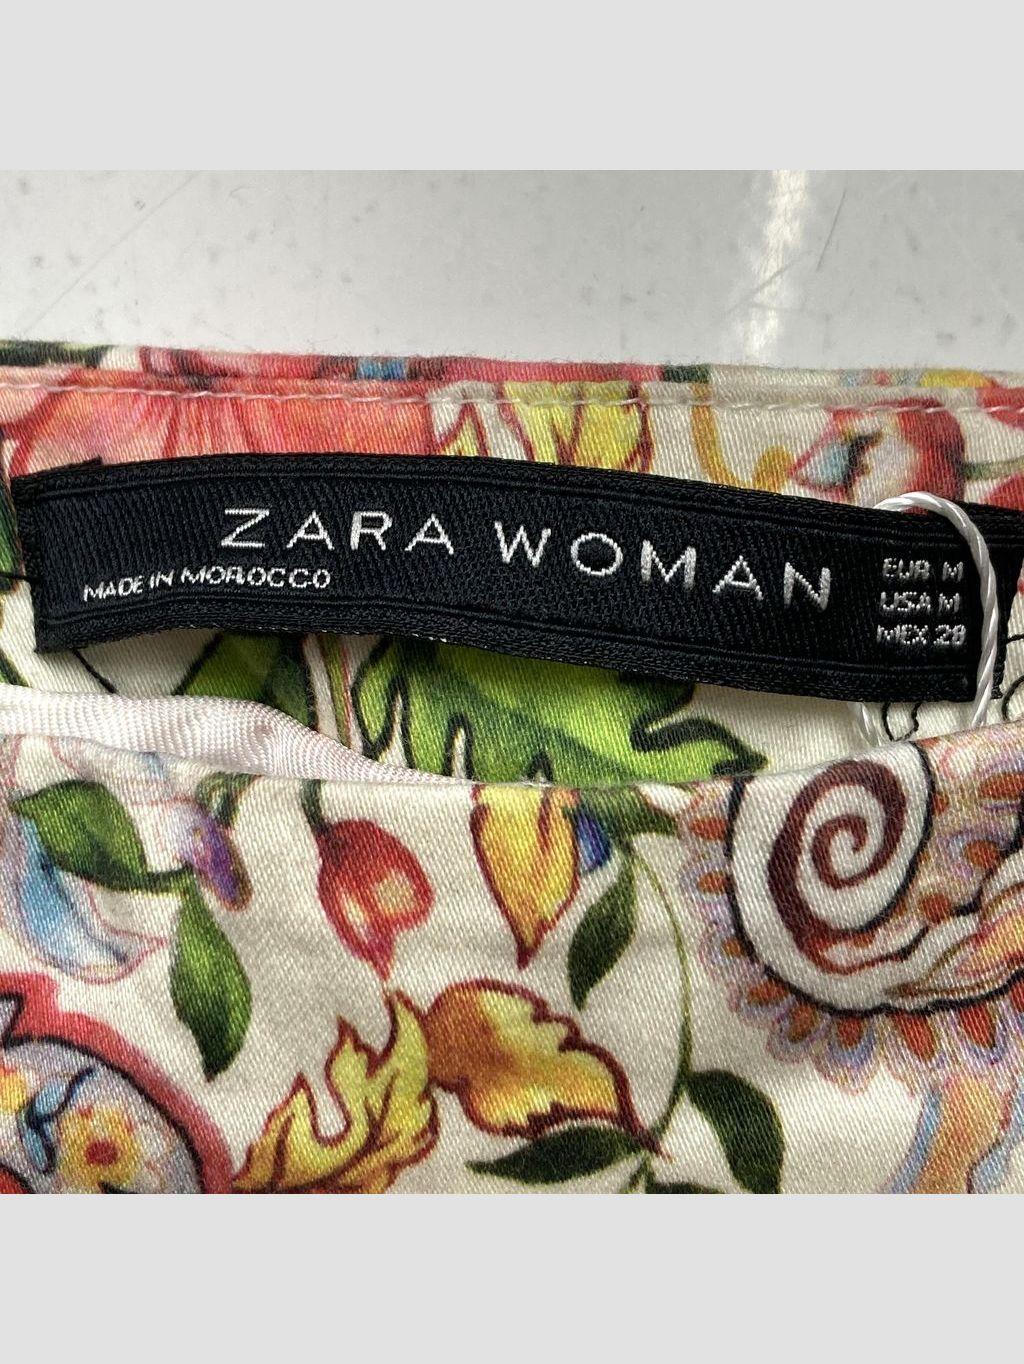 ZARA WOMAN
MADE IN MOROCCO
EUR M
USA M
MEX 28